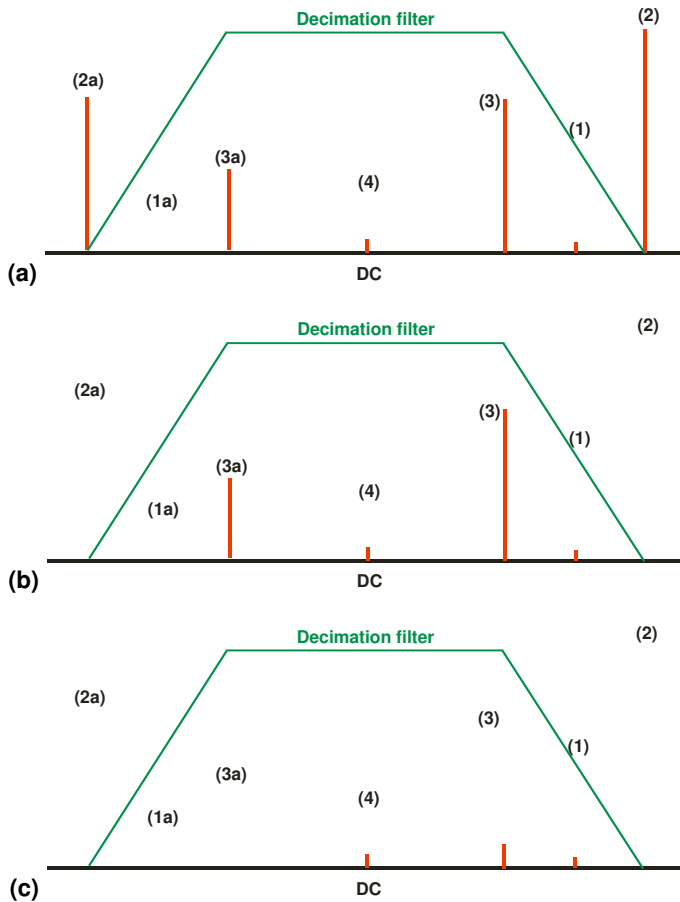 Decimation filter
(2)
(2a)
(3)
(1)
(3a)
(4)
(1a)
(a)
DC
Decimation filter
(2)
(2a)
(3)
(1)
(3a)
(4)
(1a)
(b)
DC
Decimation filter
(2)
(2a)
(3)
(1)
(3a)
(4)
(1a)
(c)
DC